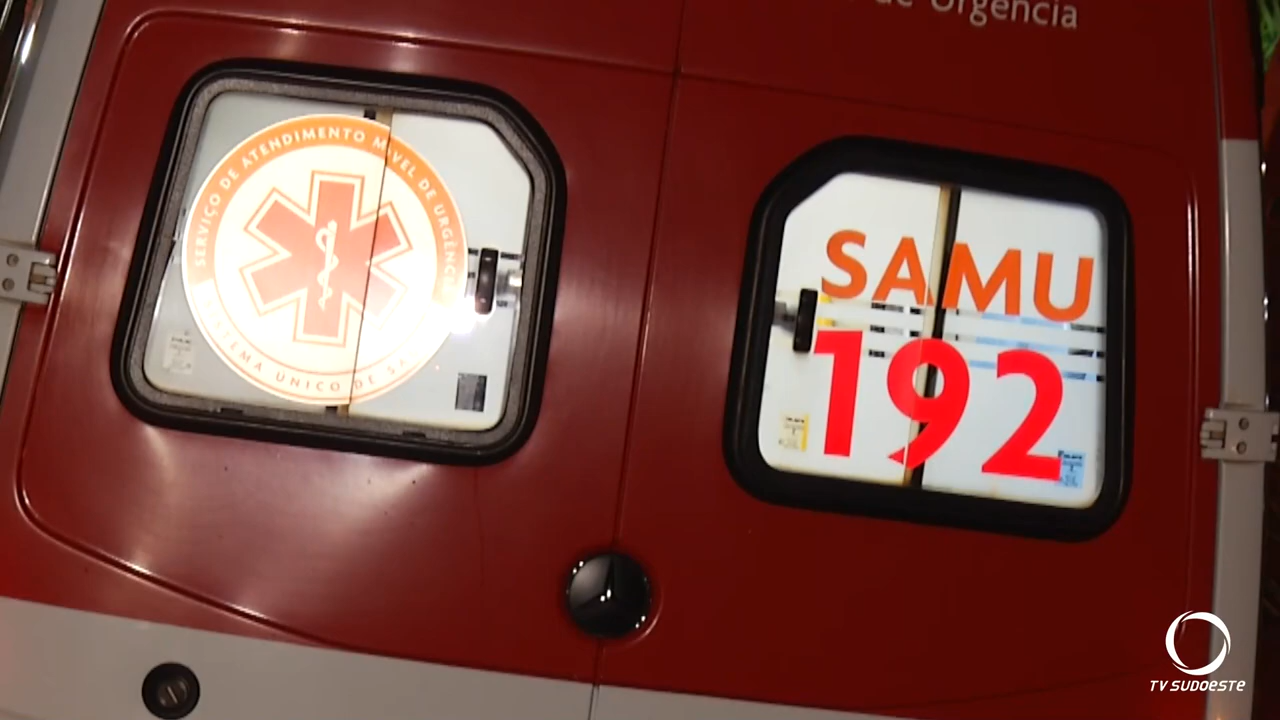 de Urgência
SERVIÇO DE ATENDIMENTO MÓVEL DE URGÊNCIA
SISTEMA ÚNICO DE
SAMU
192
TV SUDOESTE